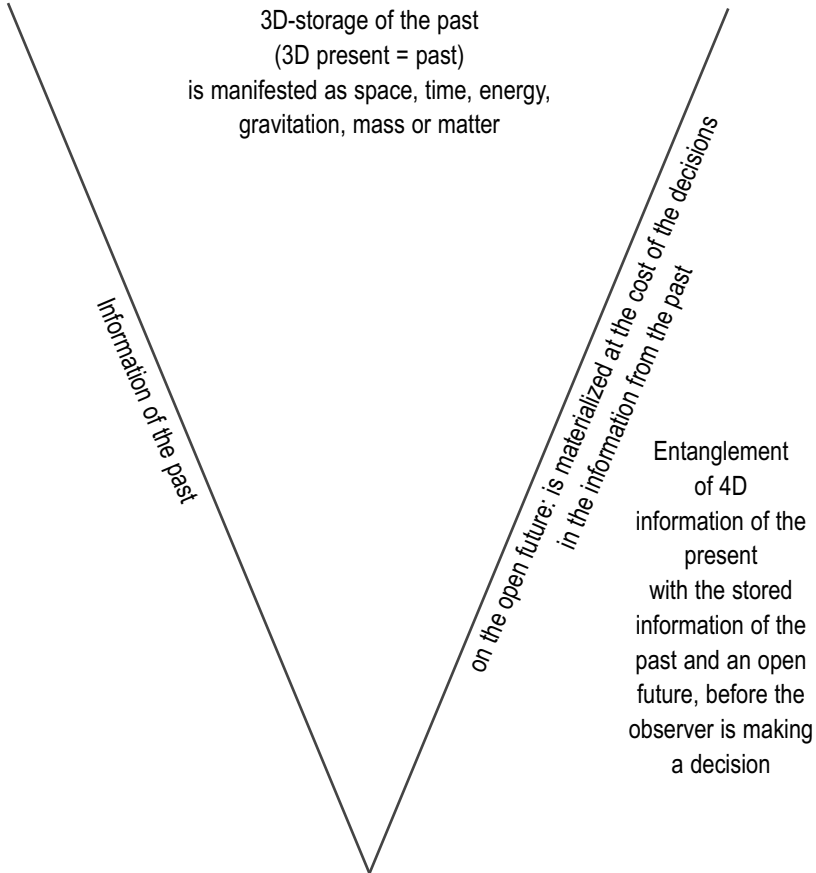 3D-storage of the past
(3D present = past)
is manifested as space, time, energy,
gravitation, mass or matter
Information of the past
on the open future: is materialized at the cost of the decisions
in the information from the past
Entanglement
of 4D
information of the
present
with the stored
information of the
past and an open
future, before the
observer is making
a decision